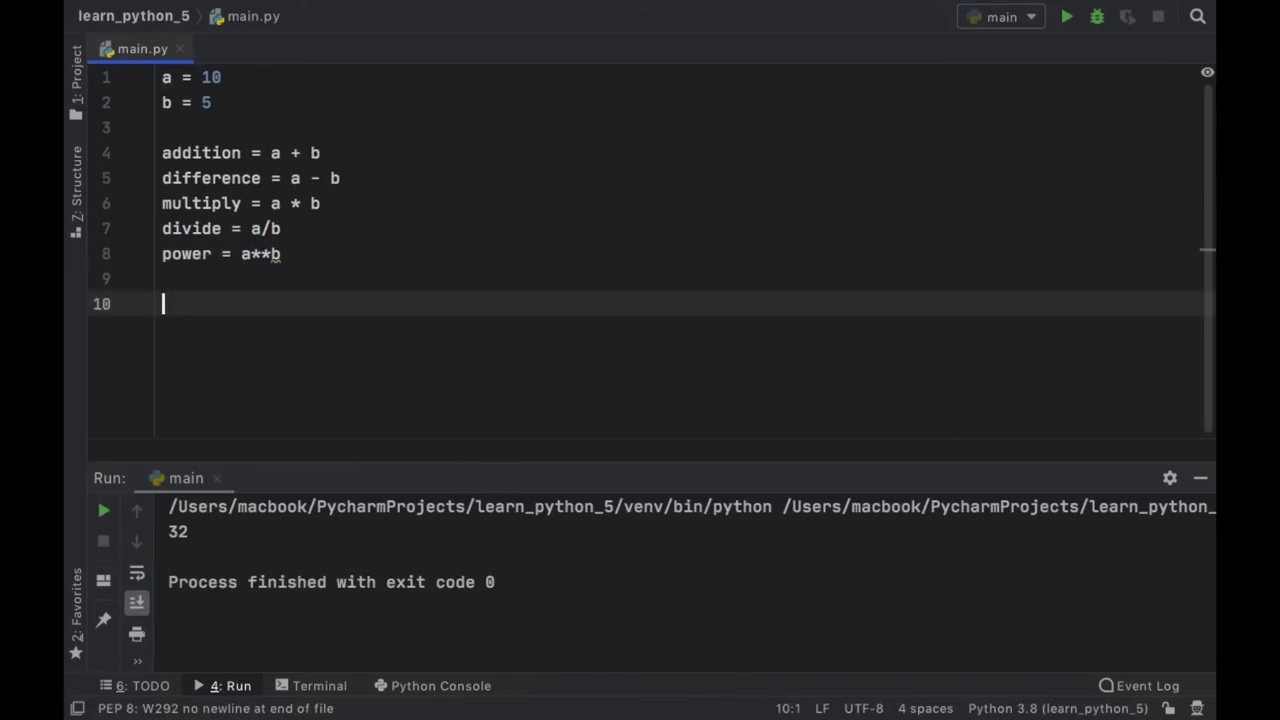 learn_python_5 main.py main
main.py
1: Project
7: Structure
2: Favorites
1 a = 10
2 b = 5
3
4 addition = a + b
5 difference = a - b
6 multiply = a * b
7 divide = a/b
8 power = a**b
9
10
Run: main
/Users/macbook/PycharmProjects/learn_python_5/venv/bin/python /Users/macbook/PycharmProjects/learn_python_
32
Process finished with exit code 0
6: TODO 4: Run Terminal Python Console Event Log
PEP 8: W292 no newline at end of file 10:1 LF UTF-8 4 spaces Python 3.8 (learn_python_5)